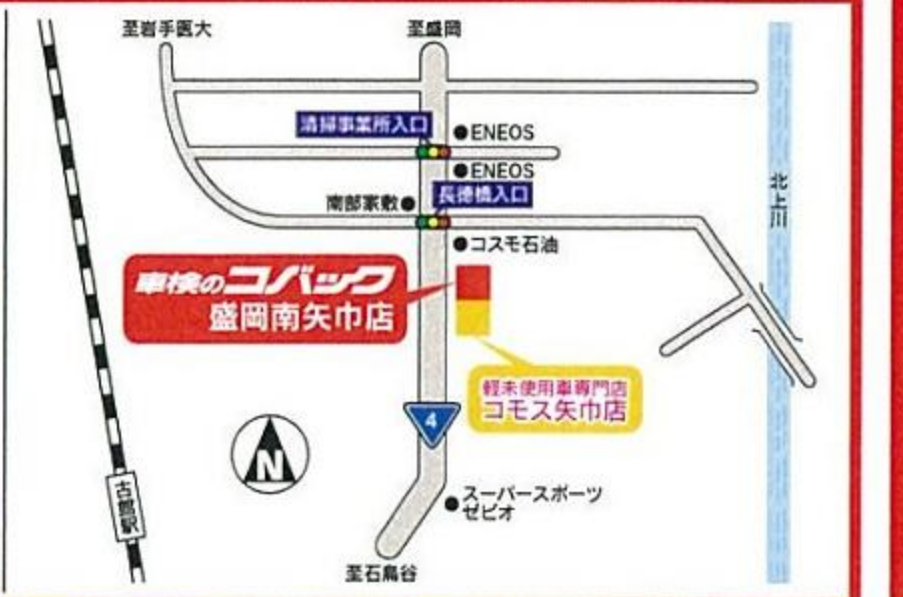 至岩手医大
至盛岡
清掃事業所入口
ENEOS
ENEOS
長徳橋入口
南部家敷
コスモ石油
北上川
車検のコバック
盛岡南矢巾店
軽未使用車専門店
コモス矢巾店
4
N
古館駅
スーパースポーツ
ゼビオ
至石鳥谷